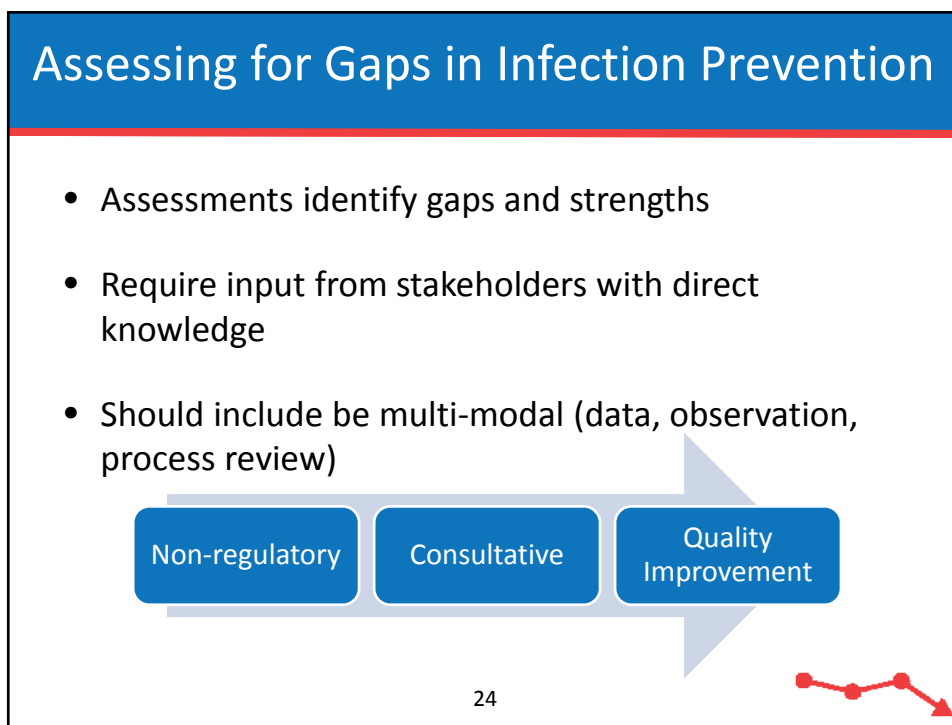 Assessing for Gaps in Infection Prevention
• Assessments identify gaps and strengths
• Require input from stakeholders with direct
knowledge
• Should include be multi-modal (data, observation,
process review)
Non-regulatory
Consultative
Quality
Improvement
24